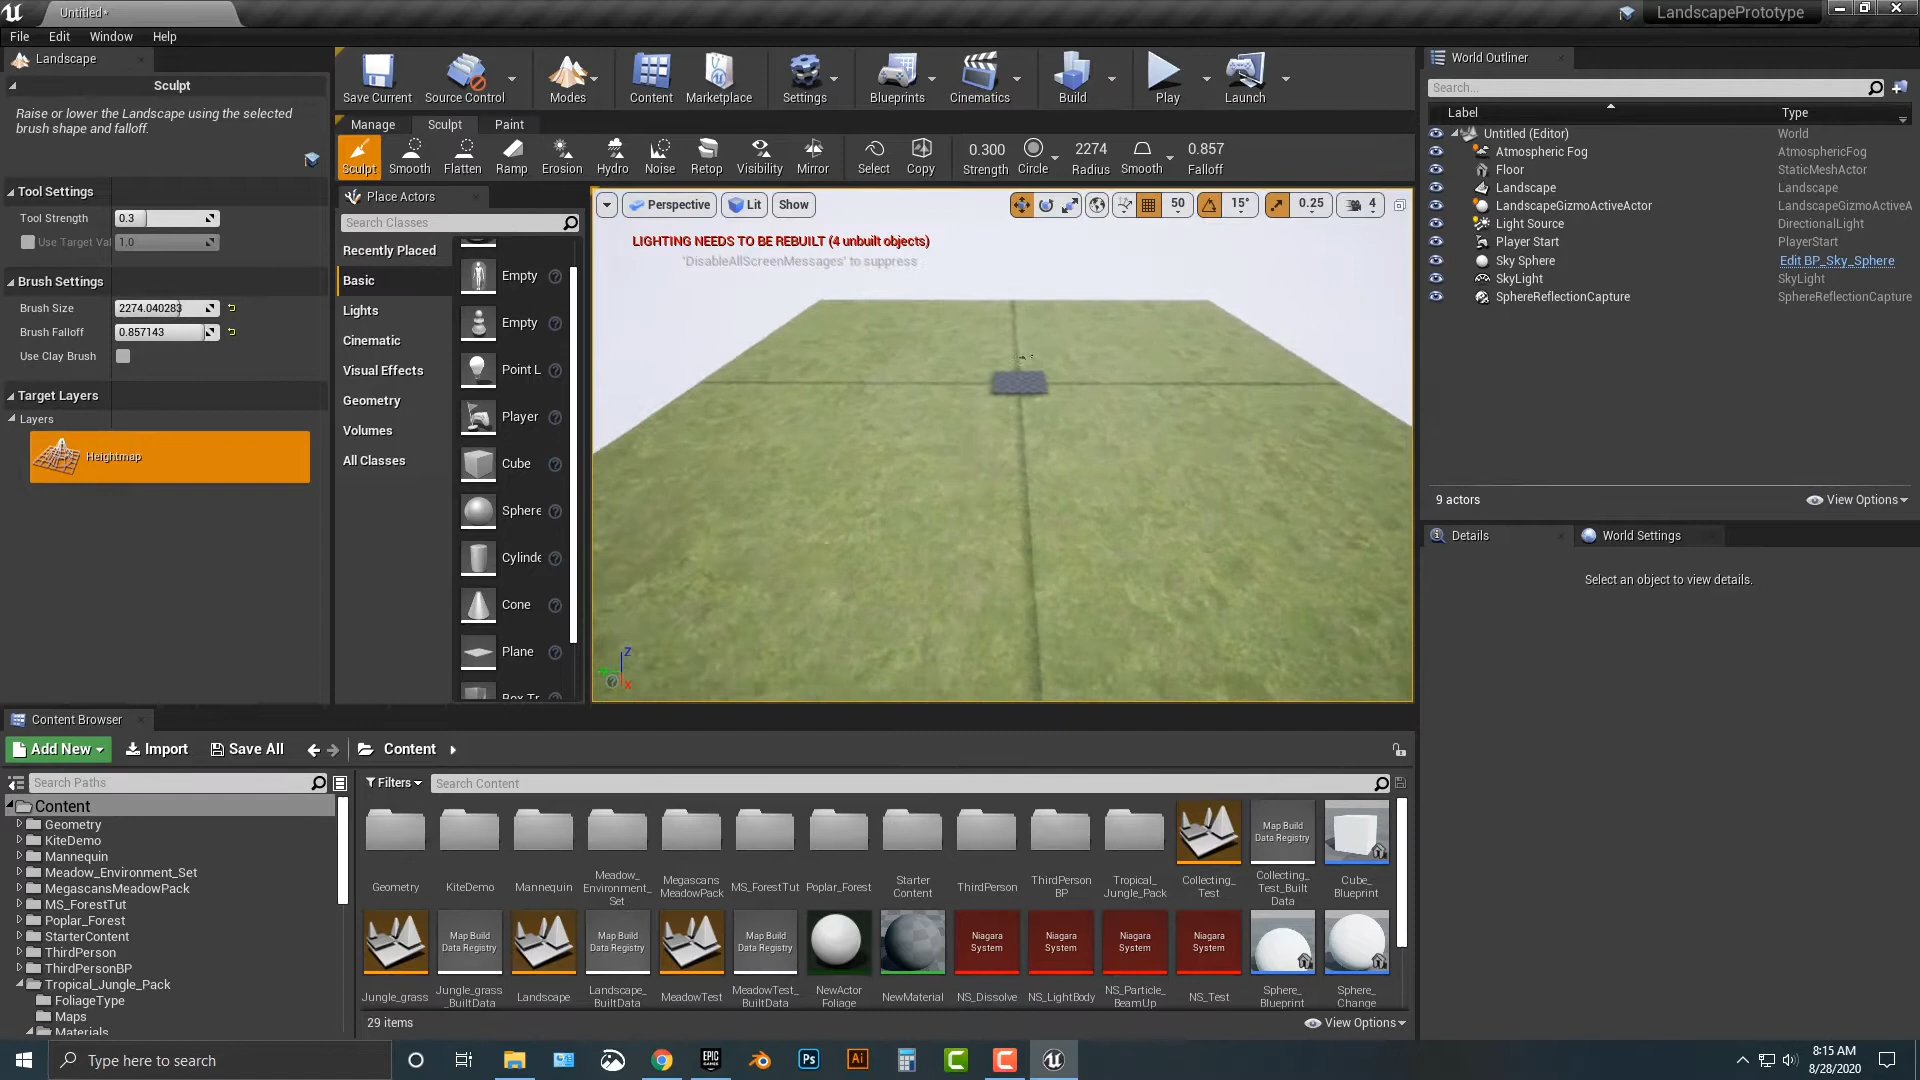 Untitled*
LandscapePrototype
File Edit Window Help
Landscape
Sculpt
Raise or lower the Landscape using the selected
brush shape and falloff.
Tool Settings
Tool Strength 0.3
Use Target Val 1.0
Brush Settings
Brush Size 2274.040283
Brush Falloff 0.857143
Use Clay Brush
Target Layers
Layers
Heightmap
Save Current Source Control Modes Content Marketplace Settings Blueprints Cinematics Build Play Launch
Manage Sculpt Paint
Sculpt Smooth Flatten Ramp Erosion Hydro Noise Retop Visibility Mirror Select Copy
0.300 2274 0.857
Strength Circle Radius Smooth Falloff
Place Actors
Search Classes
Recently Placed
Basic
Lights
Cinematic
Visual Effects
Geometry
Volumes
All Classes
Empty
Empty
Point L
Player
Cube
Sphere
Cylinde
Cone
Plane
Box Tr
Perspective Lit Show 50 15° 0.25 4
LIGHTING NEEDS TO BE REBUILT (4 unbuilt objects)
'DisableAllScreenMessages' to suppress
Z
X
World Outliner
Search...
Label Type
Untitled (Editor) World
Atmospheric Fog AtmosphericFog
Floor StaticMeshActor
Landscape Landscape
LandscapeGizmoActiveActor LandscapeGizmoActiveA
Light Source DirectionalLight
Player Start PlayerStart
Sky Sphere Edit BP_Sky_Sphere
SkyLight SkyLight
SphereReflectionCapture SphereReflectionCapture
9 actors View Options
Details World Settings
Select an object to view details.
Content Browser
Add New Import Save All Content
Search Paths
Content
Geometry
KiteDemo
Mannequin
Meadow_Environment_Set
MegascansMeadowPack
MS_ForestTut
Poplar_Forest
StarterContent
ThirdPerson
ThirdPersonBP
Tropical_Jungle_Pack
FoliageType
Maps
Materials
Filters Search Content
Map Build
Data Registry
Geometry KiteDemo Mannequin Meadow_
Environment_
Set Megascans
MeadowPack MS_ForestTut Poplar_Forest Starter
Content ThirdPerson ThirdPerson
BP Tropical_
Jungle_Pack Collecting_
Test Collecting_
Test_Built
Data Cube_
Blueprint
Map Build
Data Registry
Map Build
Data Registry
Map Build
Data Registry
Niagara
System
Niagara
System
Niagara
System
Niagara
System
Jungle_grass Jungle_grass
_BuiltData Landscape Landscape_
BuiltData MeadowTest MeadowTest_
BuiltData NewActor
Foliage NewMaterial NS_Dissolve NS_LightBody NS_Particle_
BeamUp NS_Test Sphere_
Blueprint Sphere_
Change
29 items View Options
Type here to search
EPIC
GAMES
Ps
Ai
8:15 AM
8/28/2020